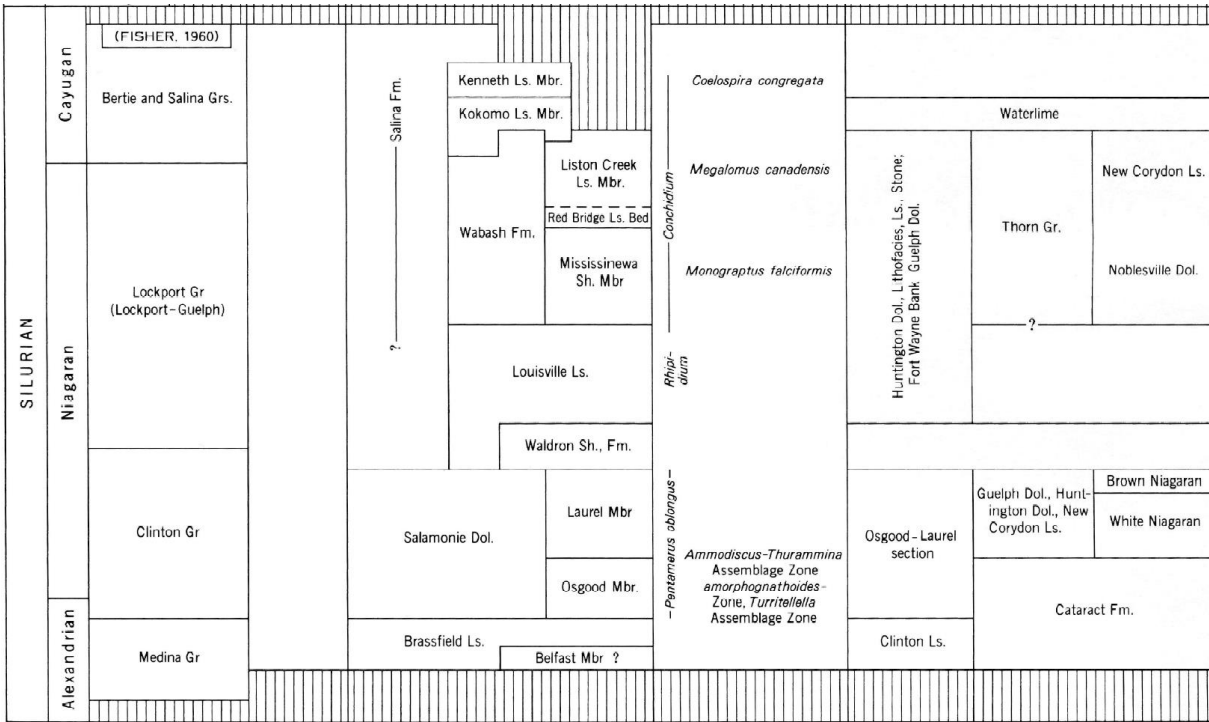 SILURIAN
Cayugan
Niagaran
Alexandrian
(FISHER, 1960)
Bertie and Salina Grs.
Lockport Gr
(Lockport-Guelph)
Clinton Gr
Medina Gr
? Salina Fm.
Kenneth Ls. Mbr.
Kokomo Ls. Mbr.
Wabash Fm.
Liston Creek
Ls. Mbr.
Red Bridge Ls. Bed
Mississinewa
Sh. Mbr
Louisville Ls.
Waldron Sh., Fm.
Salamonie Dol.
Laurel Mbr
Osgood Mbr.
Brassfield Ls.
Belfast Mbr ?
Conchidium
Rhipi-
dium
Pentamerus oblongus
Coelospira congregata
Megalomus canadensis
Monograptus falciformis
Ammodiscus-Thurammina
Assemblage Zone
amorphognathoides-
Zone, Turritellella
Assemblage Zone
Waterlime
Huntington Dol., Lithofacies, Ls., Stone;
Fort Wayne Bank Guelph Dol.
Thorn Gr.
New Corydon Ls.
Noblesville Dol.
?
Osgood-Laurel
section
Guelph Dol., Hunt-
ington Dol., New
Corydon Ls.
Brown Niagaran
White Niagaran
Cataract Fm.
Clinton Ls.